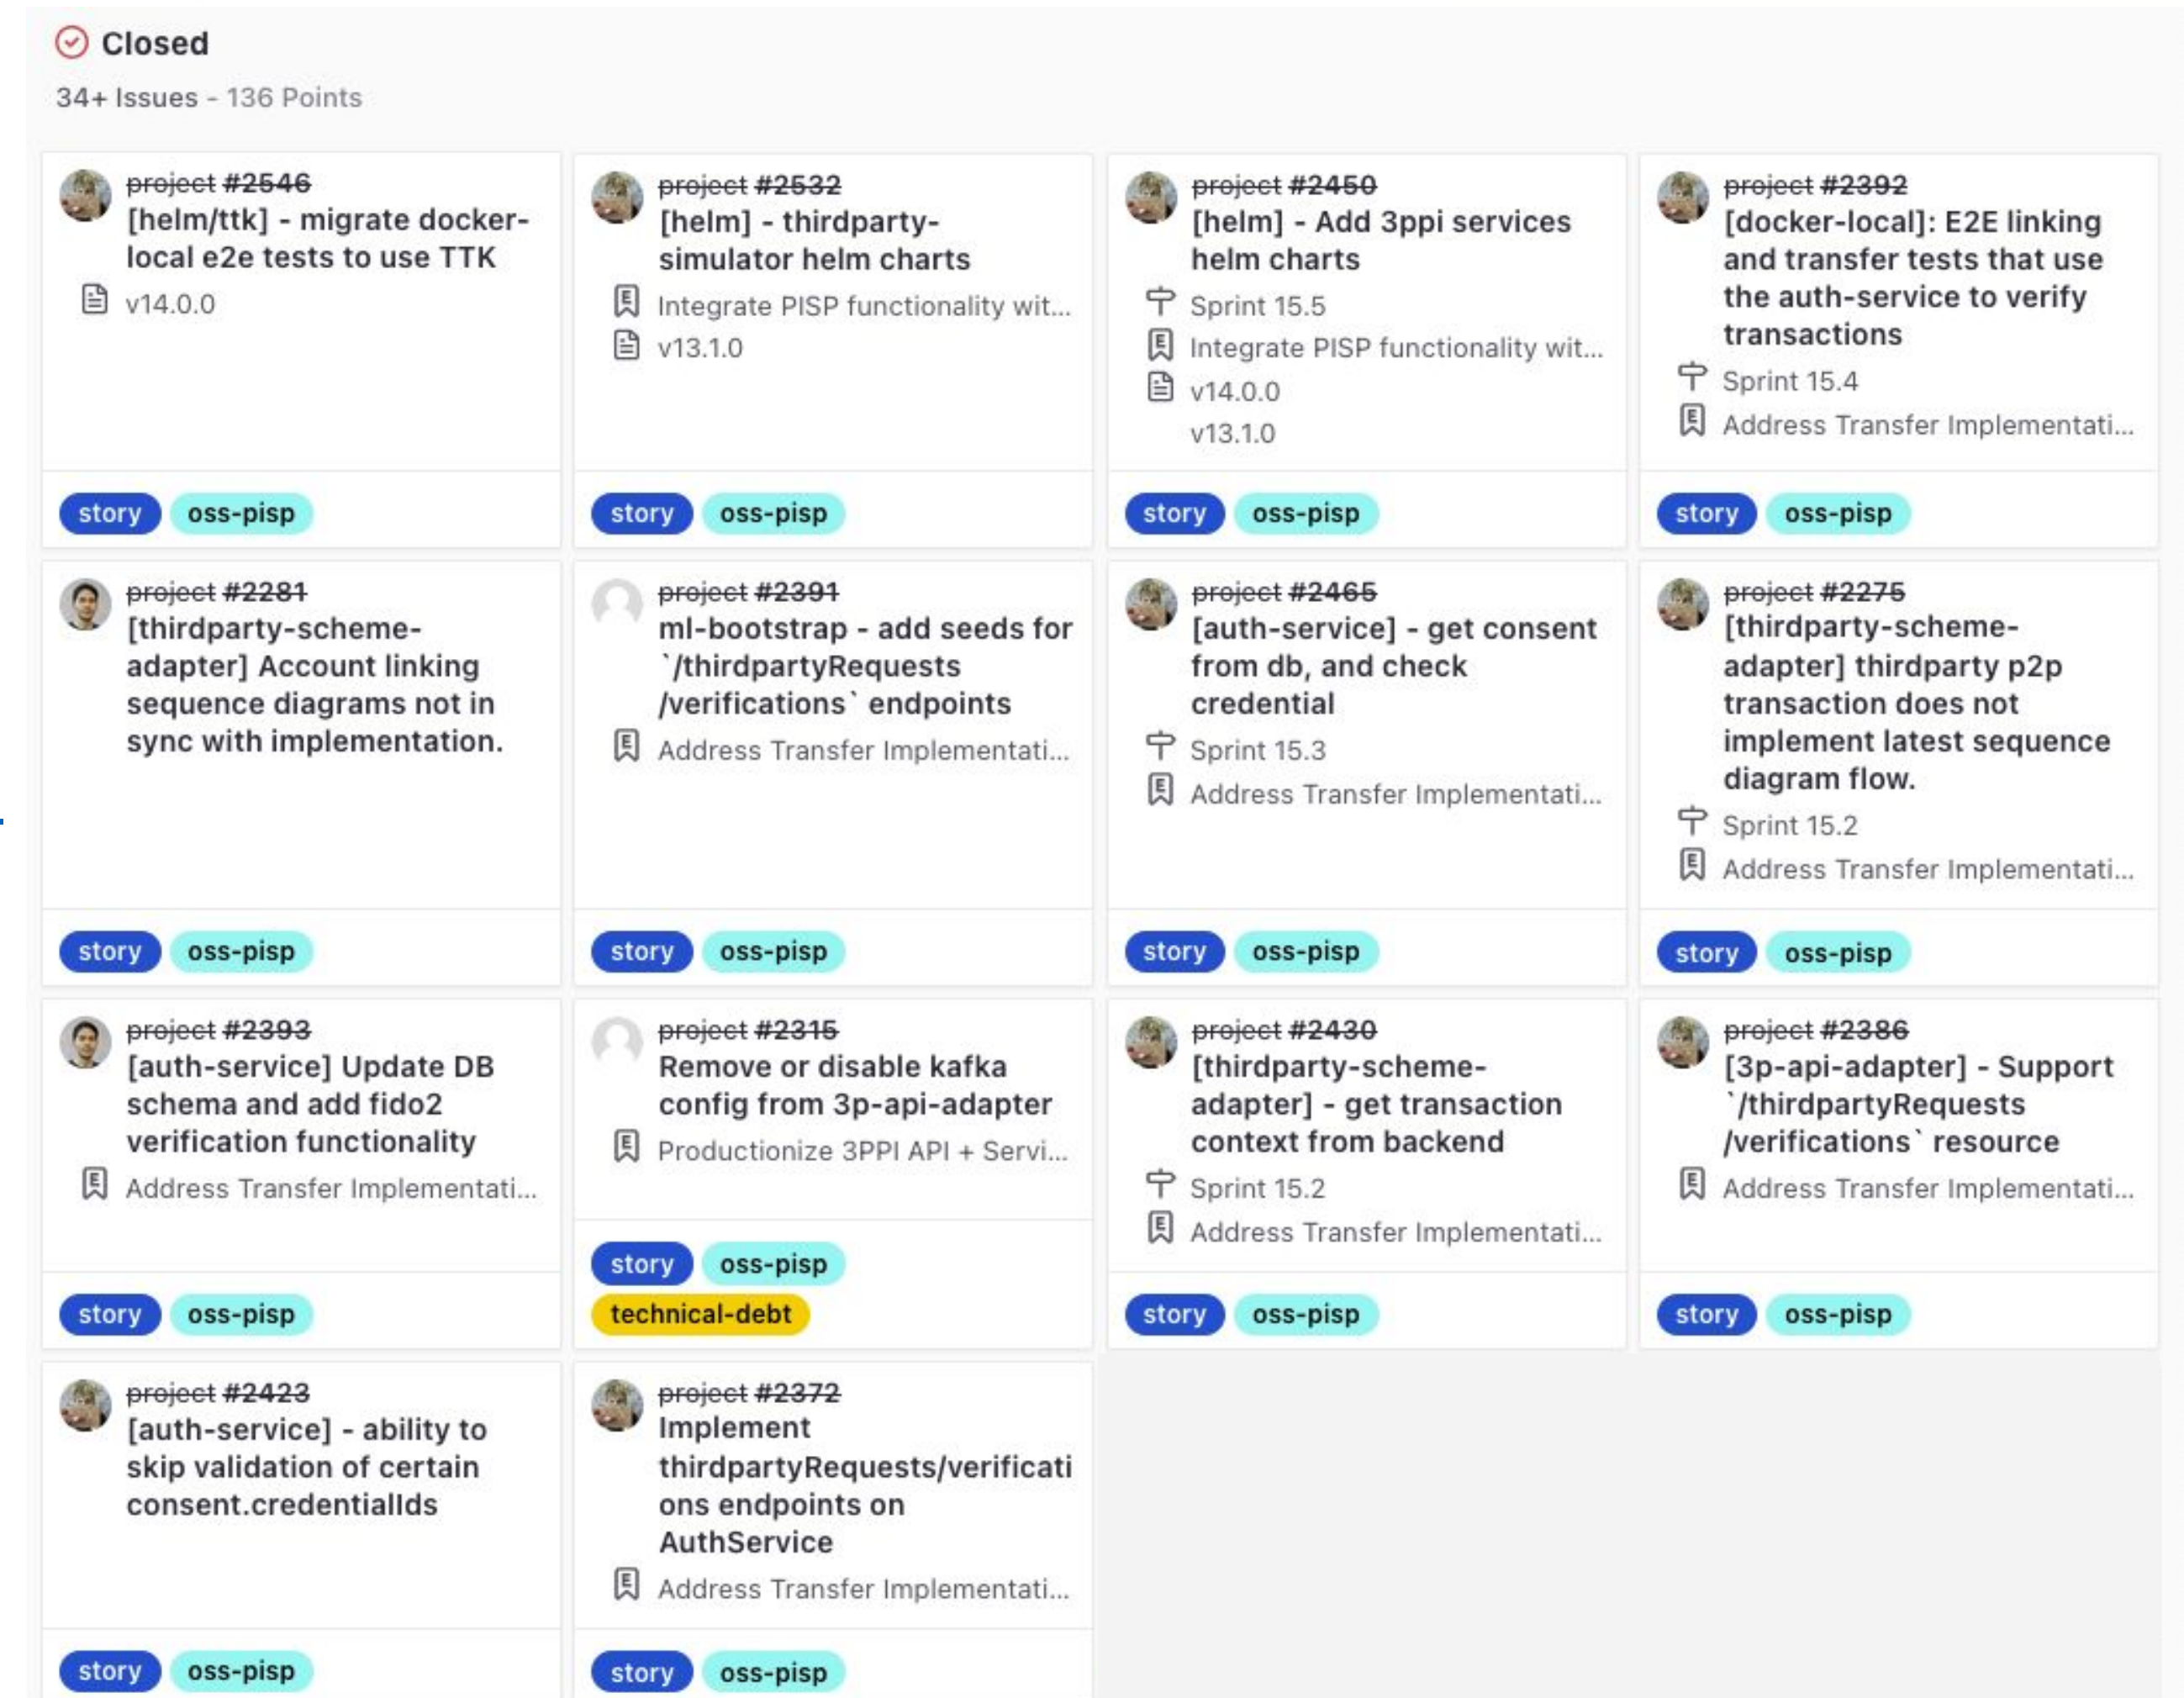 Closed
34+ Issues - 136 Points
project #2546
[helm/ttk] - migrate docker-
local e2e tests to use TTK
v14.0.0
story oss-pisp
project #2532
[helm] - thirdparty-
simulator helm charts
Integrate PISP functionality wit...
v13.1.0
story oss-pisp
project #2450
[helm] - Add 3ppi services
helm charts
Sprint 15.5
Integrate PISP functionality wit...
v14.0.0
v13.1.0
story oss-pisp
project #2392
[docker-local]: E2E linking
and transfer tests that use
the auth-service to verify
transactions
Sprint 15.4
Address Transfer Implementati...
story oss-pisp
project #2281
[thirdparty-scheme-
adapter] Account linking
sequence diagrams not in
sync with implementation.
story oss-pisp
project #2391
ml-bootstrap - add seeds for
`/thirdpartyRequests
/verifications` endpoints
Address Transfer Implementati...
story oss-pisp
project #2465
[auth-service] - get consent
from db, and check
credential
Sprint 15.3
Address Transfer Implementati...
story oss-pisp
project #2275
[thirdparty-scheme-
adapter] thirdparty p2p
transaction does not
implement latest sequence
diagram flow.
Sprint 15.2
Address Transfer Implementati...
story oss-pisp
project #2393
[auth-service] Update DB
schema and add fido2
verification functionality
Address Transfer Implementati...
story oss-pisp
project #2315
Remove or disable kafka
config from 3p-api-adapter
Productionize 3PPI API + Servi...
story oss-pisp
technical-debt
project #2430
[thirdparty-scheme-
adapter] - get transaction
context from backend
Sprint 15.2
Address Transfer Implementati...
story oss-pisp
project #2386
[3p-api-adapter] - Support
`/thirdpartyRequests
/verifications` resource
Address Transfer Implementati...
story oss-pisp
project #2423
[auth-service] - ability to
skip validation of certain
consent.credentialIds
story oss-pisp
project #2372
Implement
thirdpartyRequests/verificati
ons endpoints on
AuthService
Address Transfer Implementati...
story oss-pisp